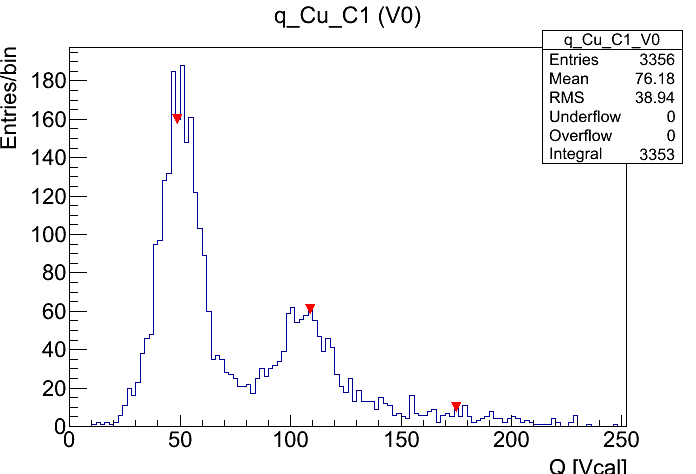 q_Cu_C1 (V0)
q_Cu_C1_V0
Entries 3356
Mean 76.18
RMS 38.94
Underflow 0
Overflow 0
Integral 3353
Entries/bin
180
160
140
120
100
80
60
40
20
0
0 50 100 150 200 250
Q [Vcal]